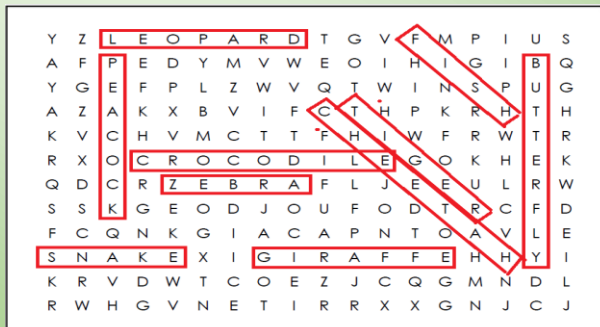 Y Z L E O P A R D T G V F M P I U S
A F P E D Y M V W E O I H I G I B Q
Y G E F P L Z W V Q T W I N S P U G
A Z A K X B V I F C T H P K R H T H
K V C H V M C T T F H I W F R W T R
R X O C R O C O D I L E G O K H E K
Q D C R Z E B R A F L J E E U L R W
S S K G E O D J O U F O D T R C F D
F C Q N K G I A C A P N T O A V L E
S N A K E X I G I R A F F E H H Y I
K R V D W T C O E Z J C Q G M N D L
R W H G V N E T I R R X X G N J C J